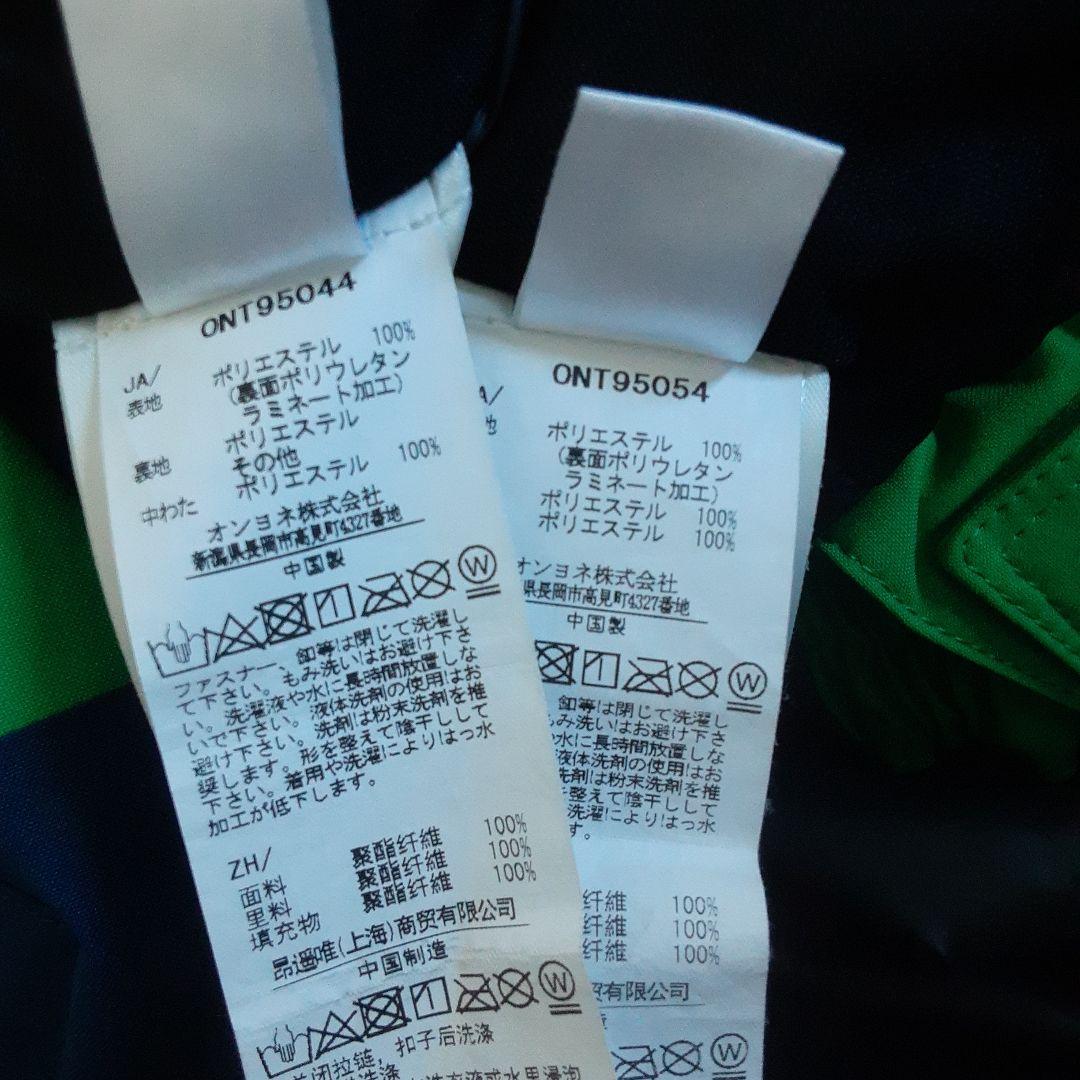 ONT95044
JA/
表地 ポリエステル 100%
(裏面ポリウレタン
ラミネート加工)
裏地 ポリエステル
その他
中わた ポリエステル 100%
オンヨネ株式会社
新潟県長岡市高見町4327番地
中国製
W
ファスナー、釦等は閉じて洗濯し
て下さい。もみ洗いはお避け下さ
い。洗濯液や水に長時間放置しな
いで下さい。液体洗剤の使用はお
避け下さい。洗剤は粉末洗剤を推
奨します。形を整えて陰干しして
下さい。着用や洗濯によりはっ水
加工が低下します。
ZH/
面料 聚酯纤維 100%
里料 聚酯纤維 100%
填充物 聚酯纤維 100%
昂遥唯(上海)商贸有限公司
中国制造
W
关闭拉链，扣子后洗涤
ONT95054
A/
地
ポリエステル 100%
(裏面ポリウレタン
ラミネート加工)
ポリエステル 100%
ポリエステル 100%
オンヨネ株式会社
県長岡市高見町4327番地
中国製
W
釦等は閉じて洗濯し
もみ洗いはお避け下さ
や水に長時間放置しな
液体洗剤の使用はお
洗剤は粉末洗剤を推
を整えて陰干しして
洗濯によりはっ水
す。
纤維 100%
纤維 100%
纤維 100%
贸有限公司
W